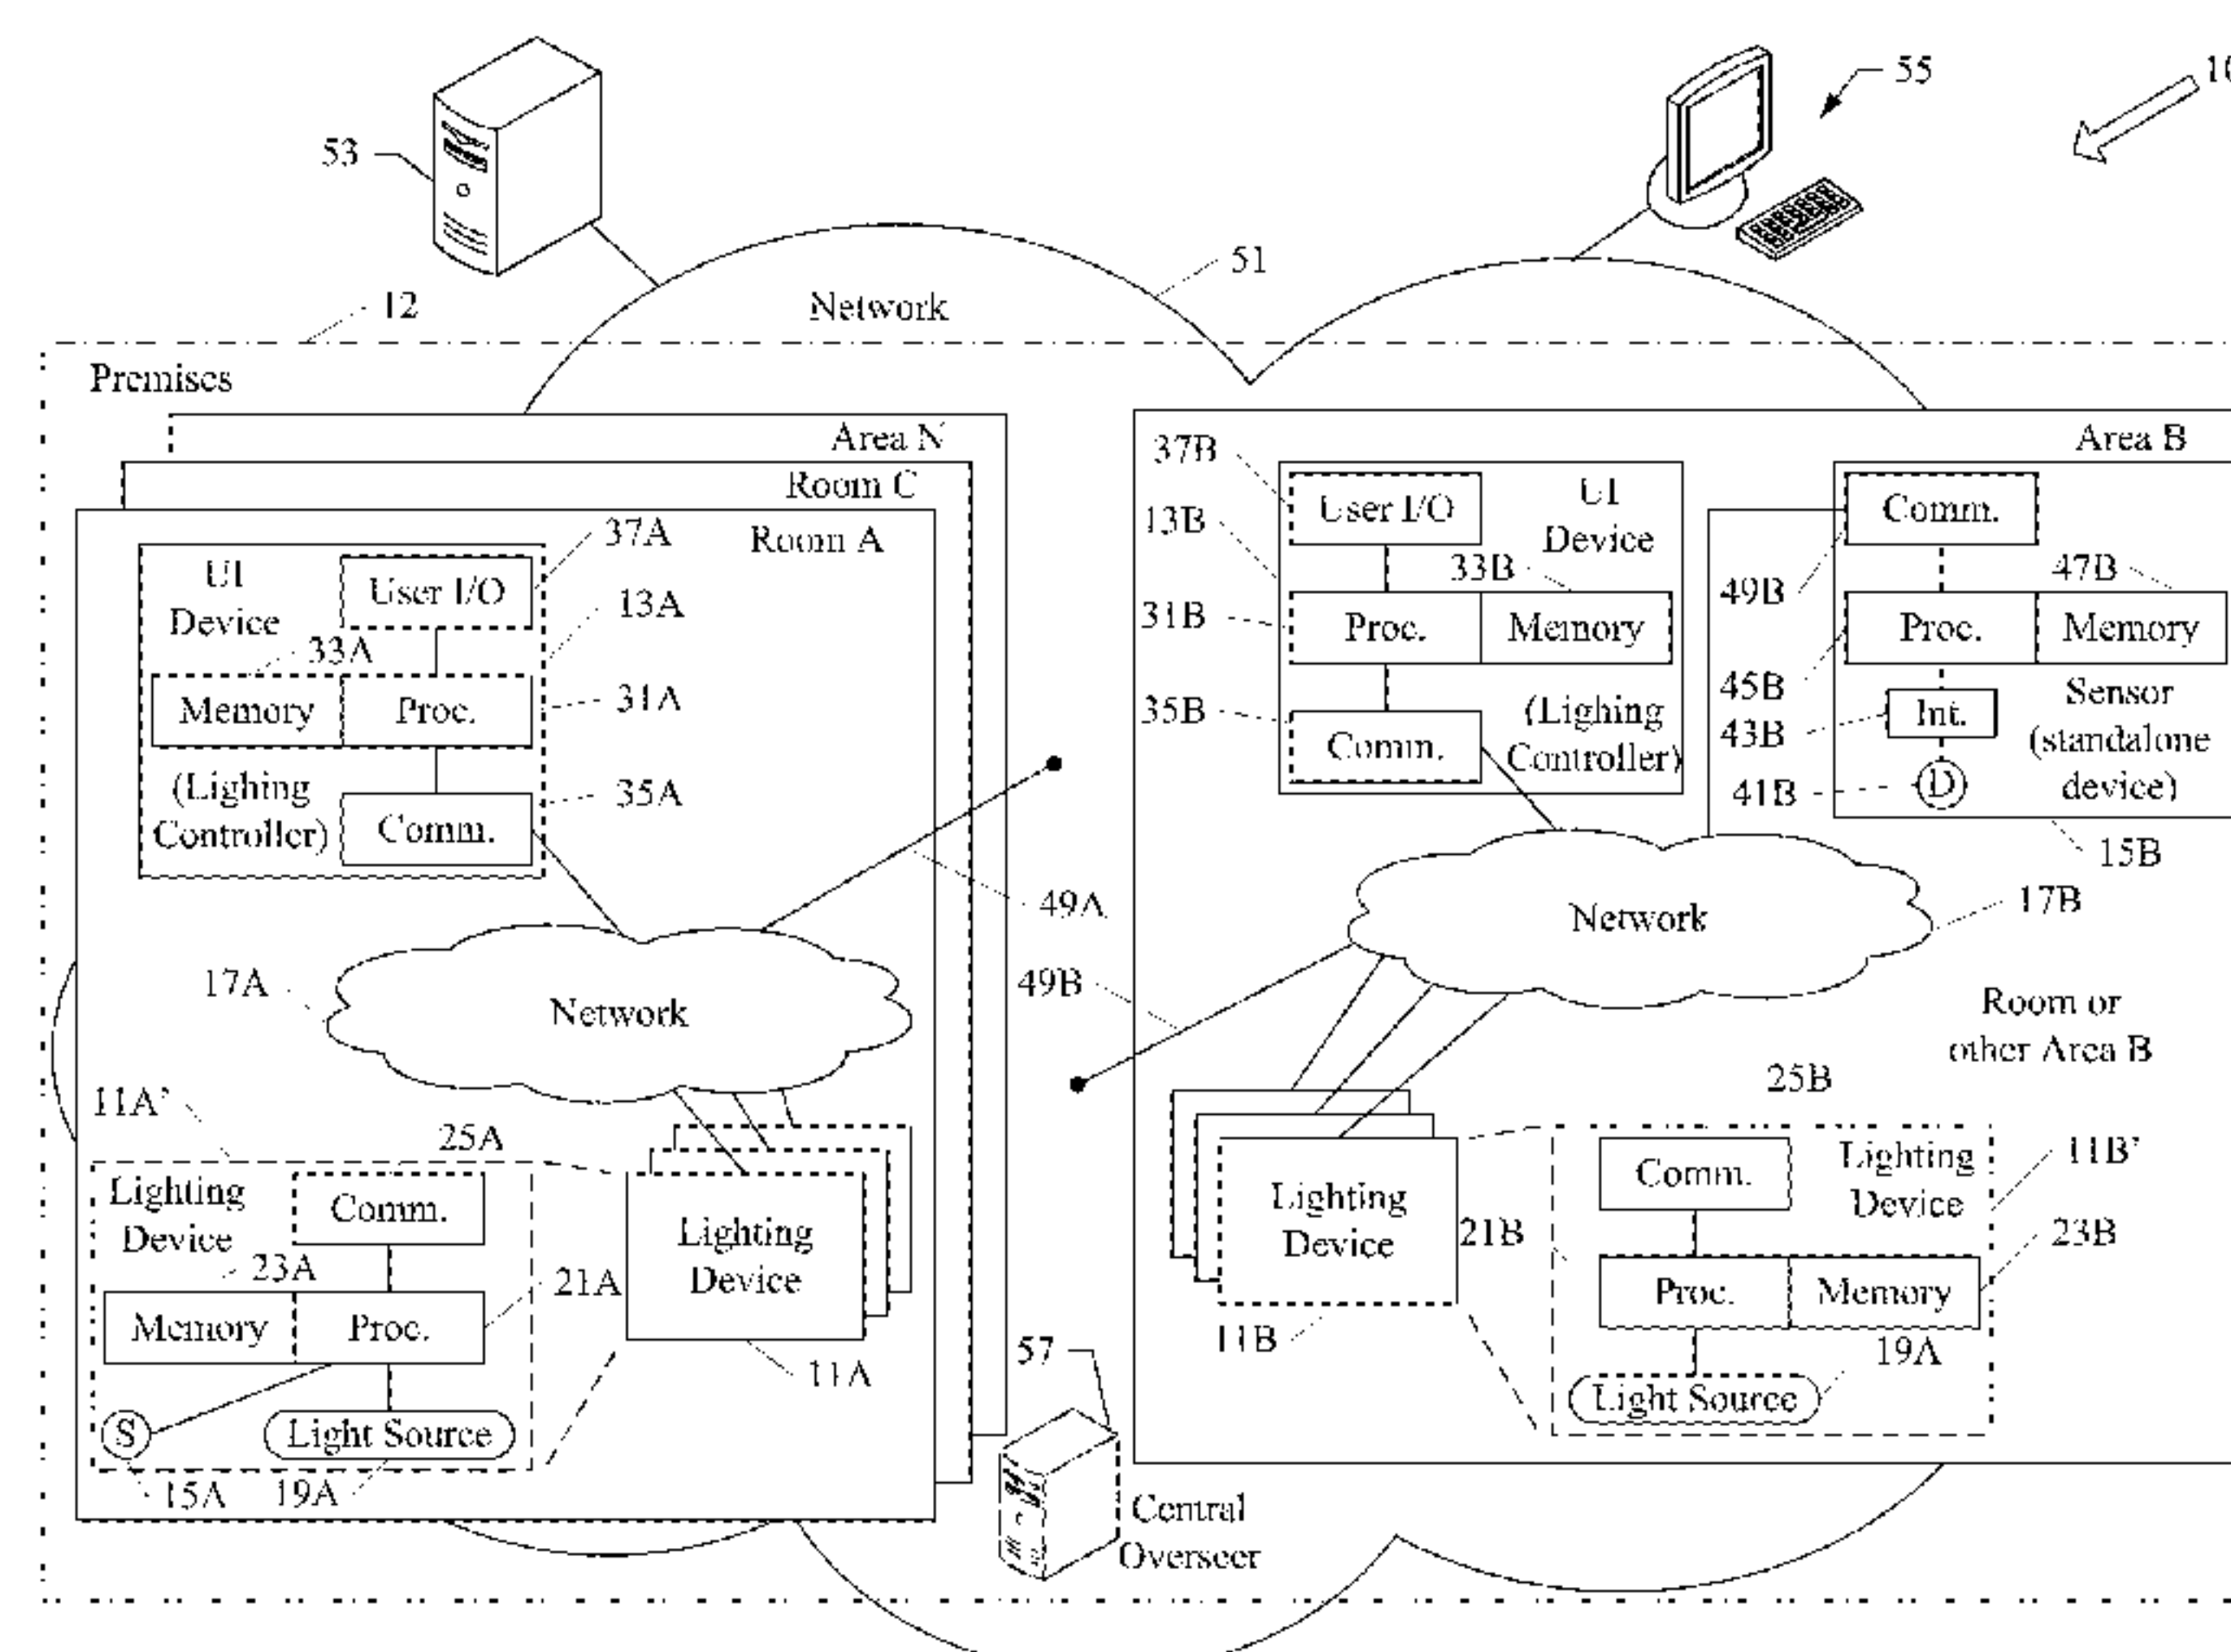 55
10
53
51
12
Network
Premises
Area N
Room C
Room A
37A
UI
Device
User I/O
13A
33A
Memory
Proc.
31A
(Lighing
Controller)
35A
Comm.
49A
17A
Network
11A'
25A
Lighting
Device
Comm.
23A
21A
Memory
Proc.
S
Light Source
15A
19A
Lighting
Device
11A
Area B
37B
User I/O
UI
Device
13B
33B
31B
Proc.
Memory
35B
(Lighing
Controller)
Comm.
Comm.
49B
47B
Proc.
Memory
45B
Int.
43B
Sensor
(standalone
device)
41B
D
15B
17B
Network
49B
Room or
other Area B
25B
Lighting
Device
21B
Comm.
Lighting
Device
11B'
23B
Proc.
Memory
11B
19A
Light Source
57
Central
Overseer